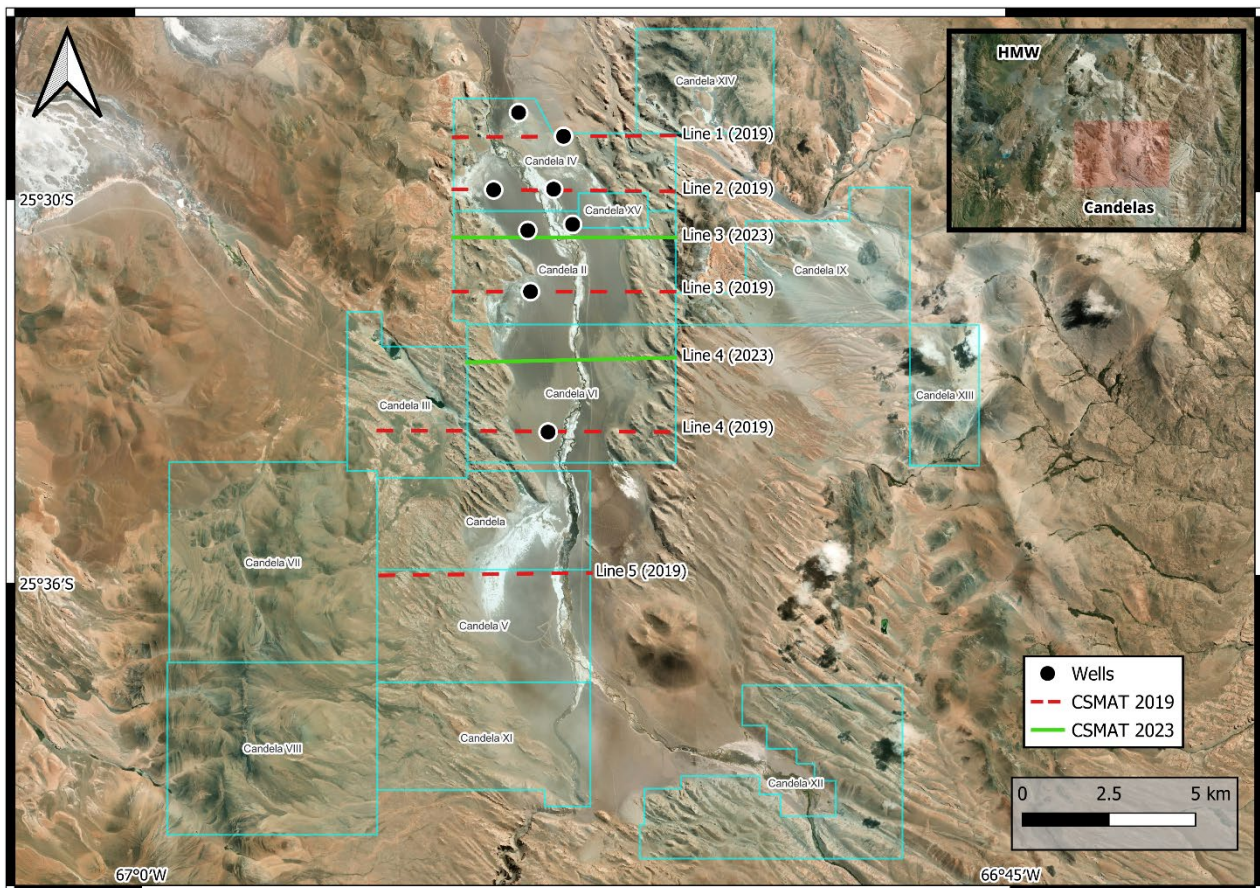 HMW
Candelas
Candela XIV
Line 1 (2019)
Candela IV
Line 2 (2019)
25°30'S
Candela XV
Line 3 (2023)
Candela II
Candela IX
Line 3 (2019)
Line 4 (2023)
Candela VI
Candela XIII
Candela III
Line 4 (2019)
Candela
Candela VII
Line 5 (2019)
25°36'S
Candela V
Wells
CSMAT 2019
CSMAT 2023
Candela VIII
Candela XI
Candela XII
0 2.5 5 km
67°0'W
66°45'W